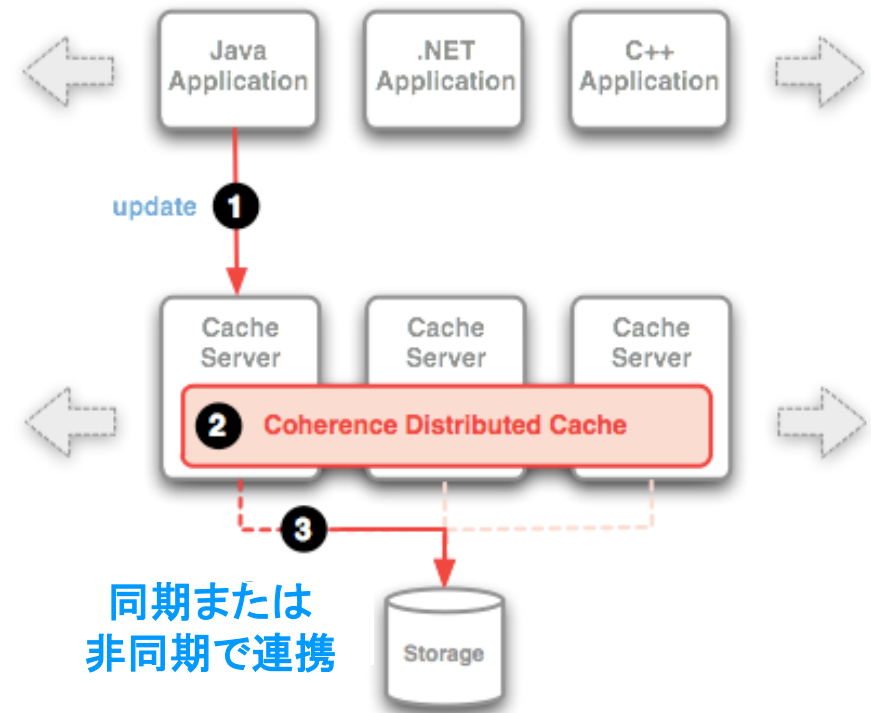 Java
Application
.NET
Application
C++
Application
update
1
Cache
Server
Cache
Server
Cache
Server
2
Coherence Distributed Cache
3
同期または
非同期で連携
Storage